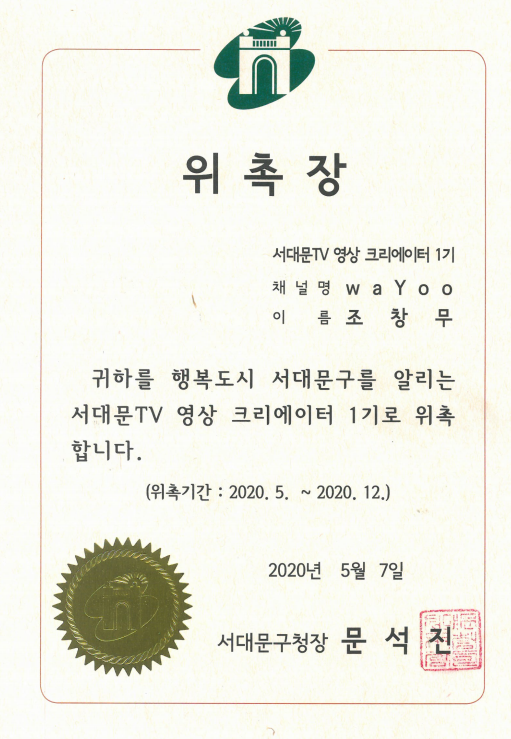 위 촉 장
서대문TV 영상 크리에이터 1기
채 널 명 w a Y o o
이 름 조 창 무
귀하를 행복도시 서대문구를 알리는
서대문TV 영상 크리에이터 1기로 위촉
합니다.
(위촉기간 : 2020. 5. ~ 2020. 12.)
2020년 5월 7일
서대문구청장 문 석 진